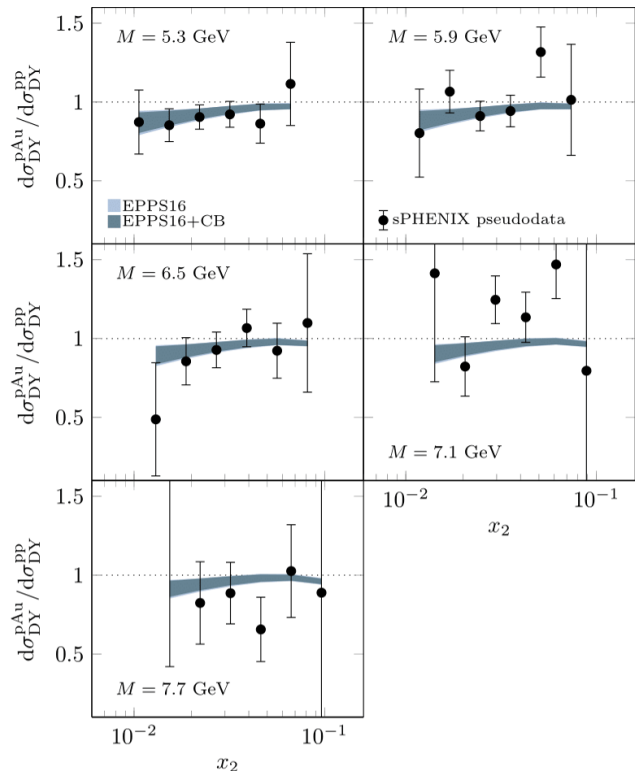 1.5
M = 5.3 GeV
M = 5.9 GeV
1
dσ^pAu_DY/dσ^pp_DY
0.5
EPPS16
EPPS16+CB
sPHENIX pseudodata
1.5
M = 6.5 GeV
1
dσ^pAu_DY/dσ^pp_DY
0.5
M = 7.1 GeV
10^−2
10^−1
x_2
1.5
1
dσ^pAu_DY/dσ^pp_DY
0.5
M = 7.7 GeV
10^−2
10^−1
x_2